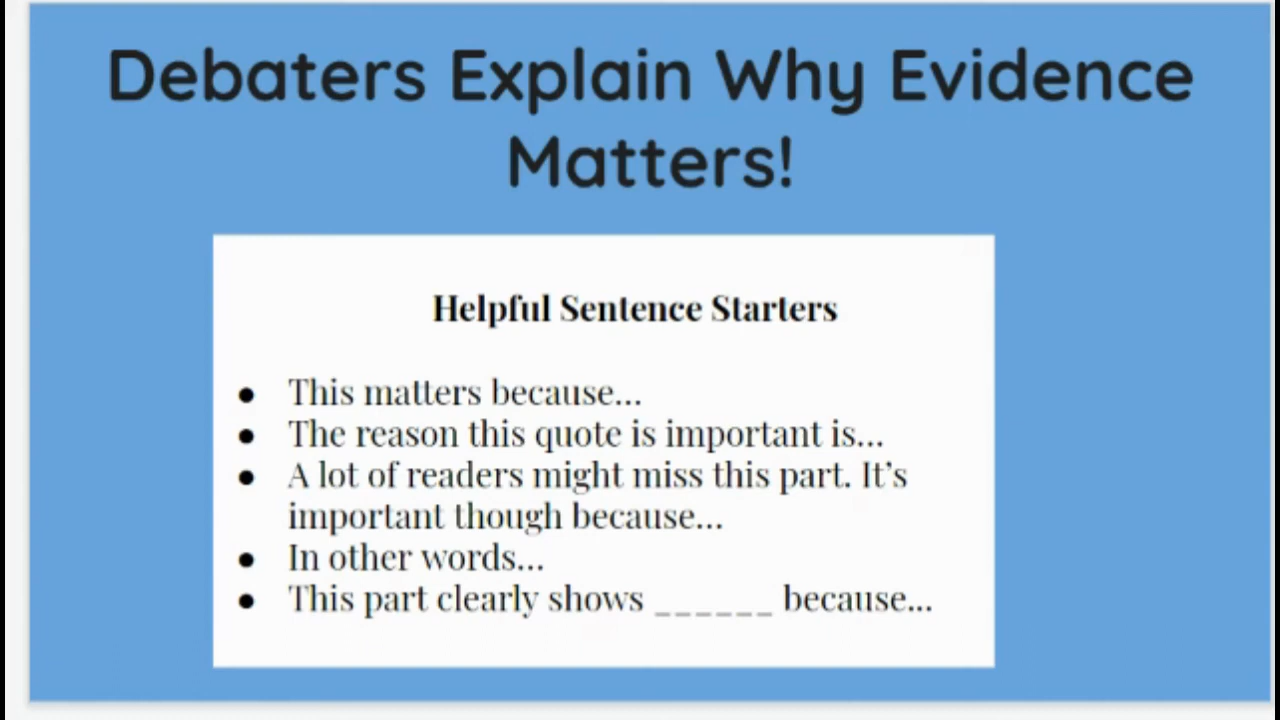 Debaters Explain Why Evidence
Matters!
Helpful Sentence Starters
● This matters because...
● The reason this quote is important is...
● A lot of readers might miss this part. It’s
important though because...
● In other words...
● This part clearly shows ______ because...